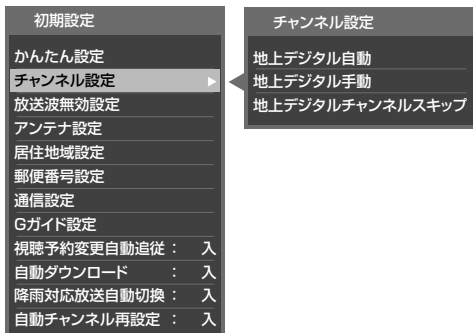 初期設定
かんたん設定
チャンネル設定
放送波無効設定
アンテナ設定
居住地域設定
郵便番号設定
通信設定
Gガイド設定
視聴予約変更自動追従： 入
自動ダウンロード ： 入
降雨対応放送自動切換： 入
自動チャンネル再設定 ： 入
チャンネル設定
地上デジタル自動
地上デジタル手動
地上デジタルチャンネルスキップ